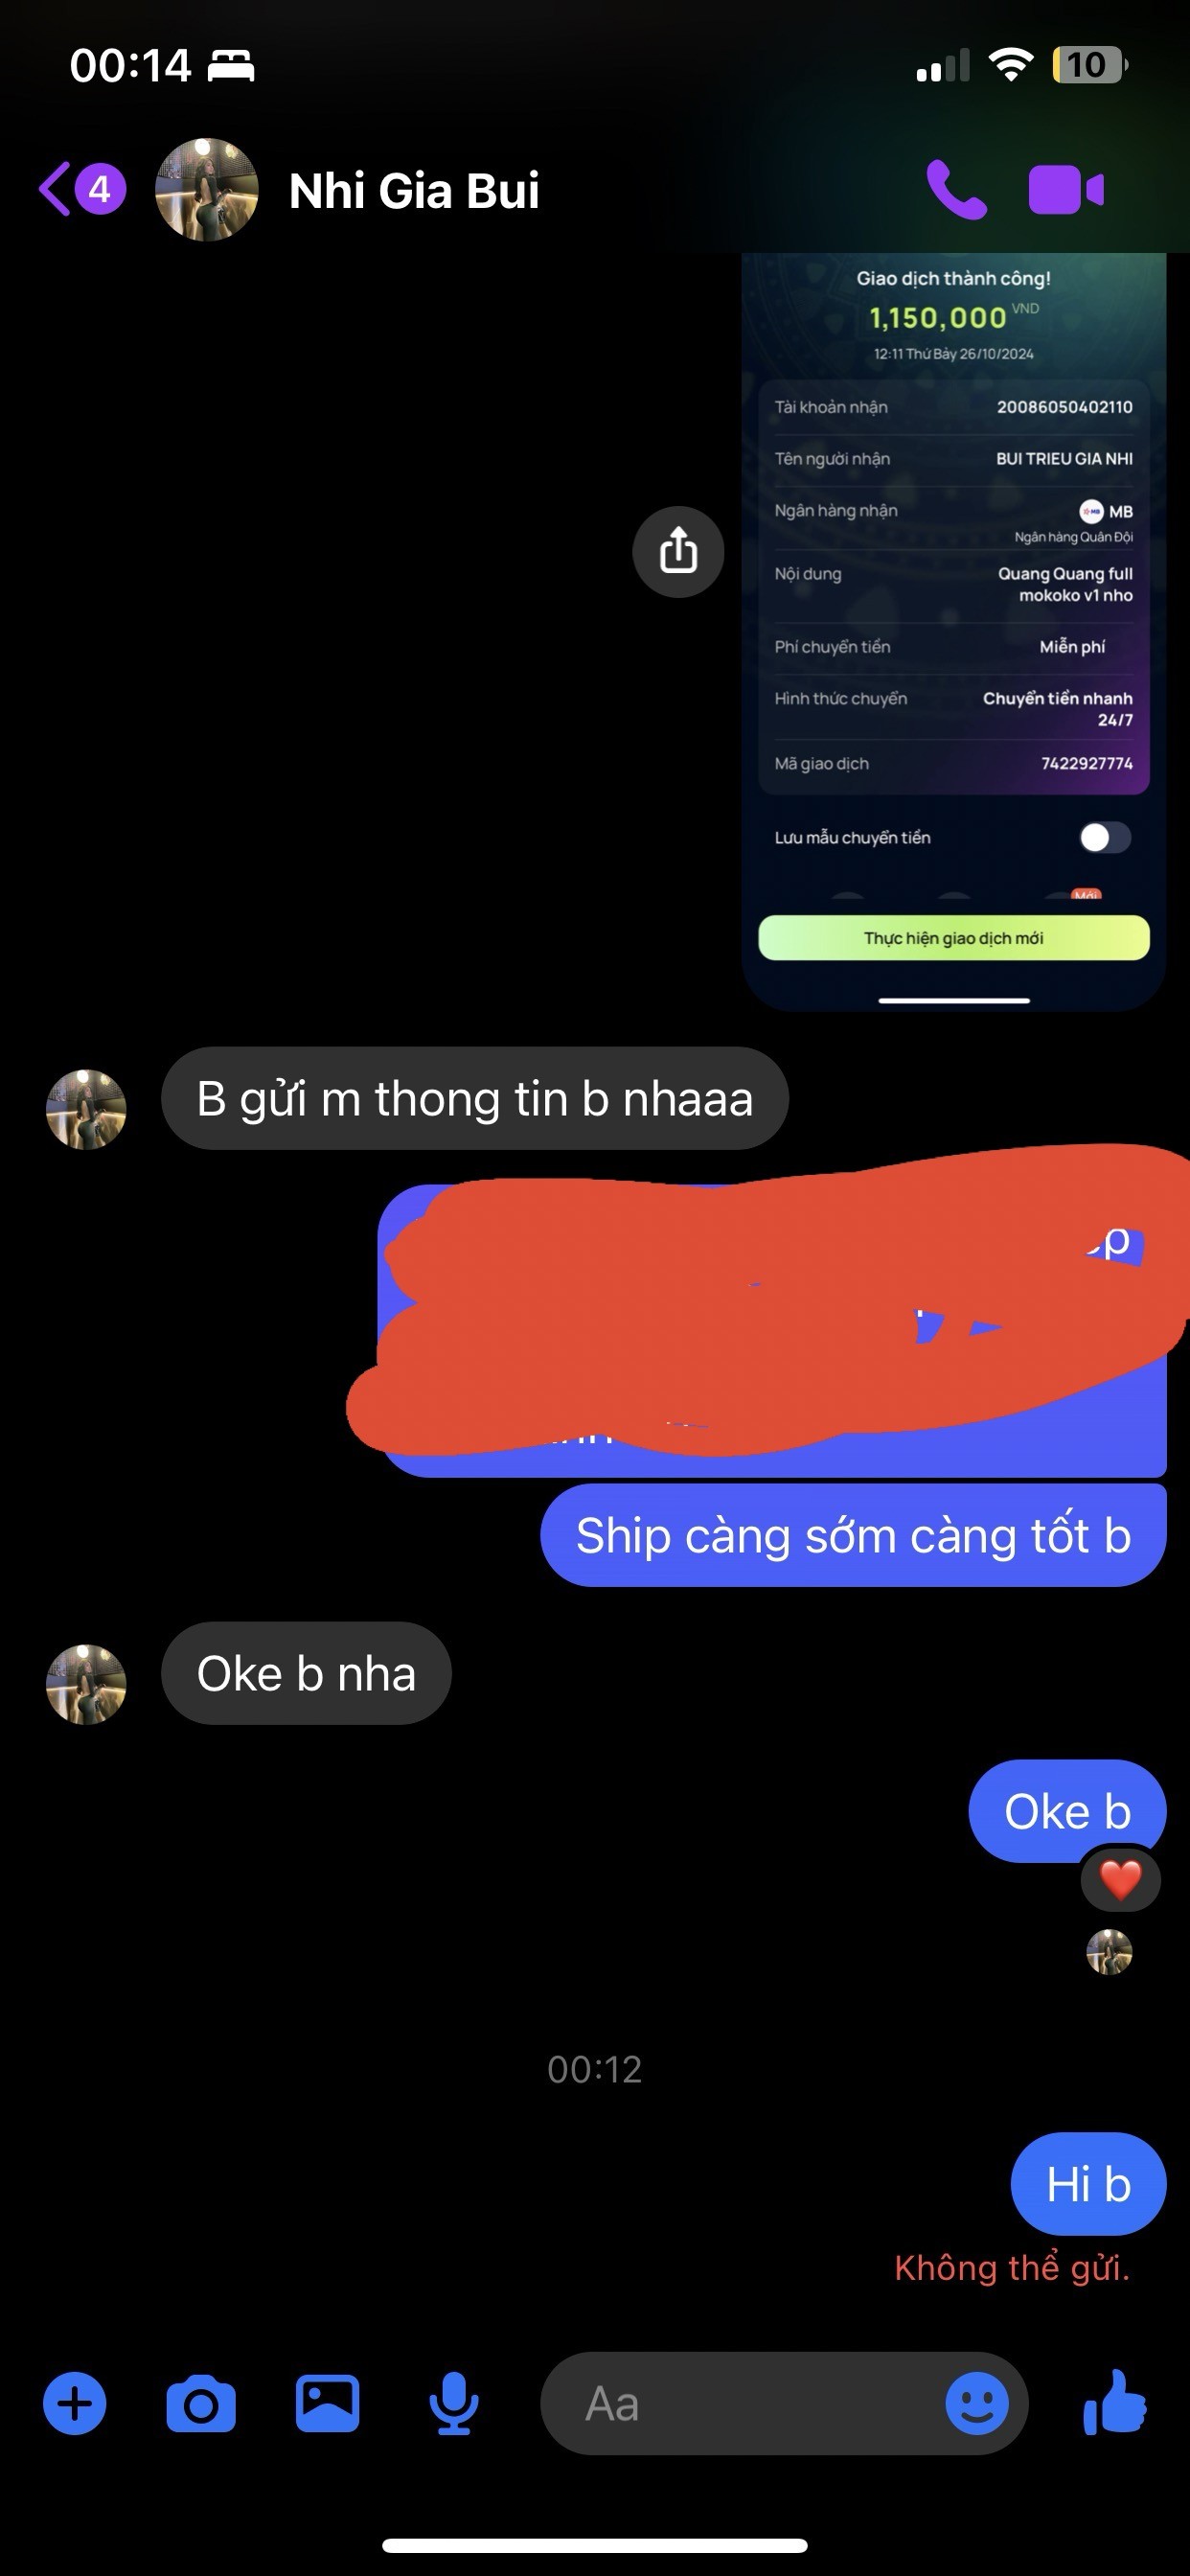 00:14
10
4
Nhi Gia Bui
Giao dịch thành công!
1,150,000 VND
12:11 Thứ Bảy 26/10/2024
Tài khoản nhận 20086050402110
Tên người nhận BUI TRIEU GIA NHI
Ngân hàng nhận MB
Ngân hàng Quân Đội
Nội dung Quang Quang full
mokoko v1 nho
Phí chuyển tiền Miễn phí
Hình thức chuyển Chuyển tiền nhanh
24/7
Mã giao dịch 7422927774
Lưu mẫu chuyển tiền
Mới
Thực hiện giao dịch mới
B gửi m thong tin b nhaaa
Ship càng sớm càng tốt b
Oke b nha
Oke b
00:12
Hi b
Không thể gửi.
Aa